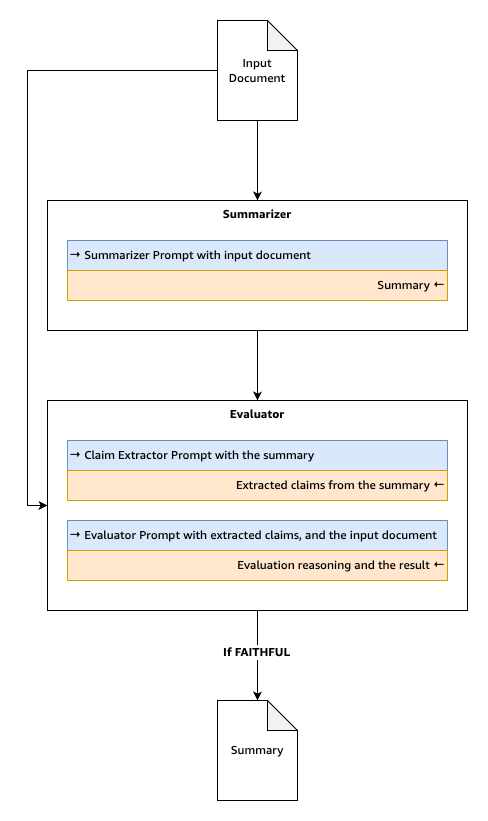 Input
Document
Summarizer
→ Summarizer Prompt with input document
Summary ←
Evaluator
→ Claim Extractor Prompt with the summary
Extracted claims from the summary ←
→ Evaluator Prompt with extracted claims, and the input document
Evaluation reasoning and the result ←
If FAITHFUL
Summary